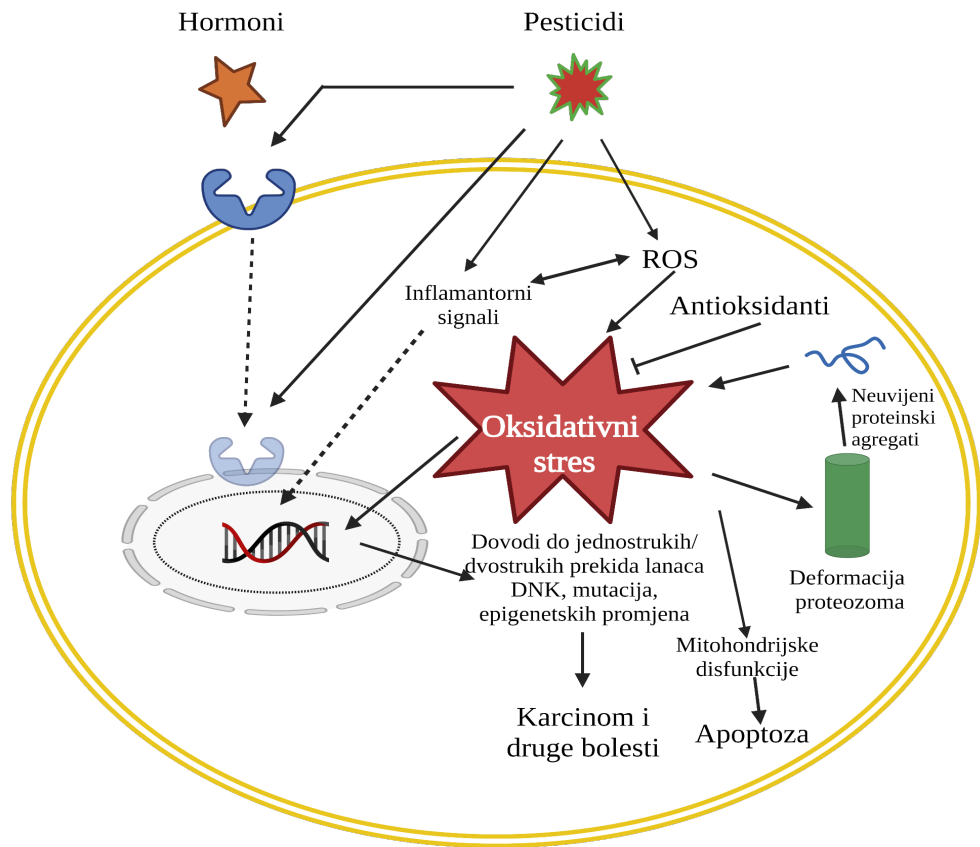 Hormoni
Pesticidi
ROS
Inflamantorni
signali
Antioksidanti
Neuvijeni
proteinski
agregati
Oksidativni
stres
Dovodi do jednostrukih/
dvostrukih prekida lanaca
DNK, mutacija,
epigenetskih promjena
Deformacija
proteozoma
Mitohondrijske
disfunkcije
Karcinom i
druge bolesti
Apoptoza